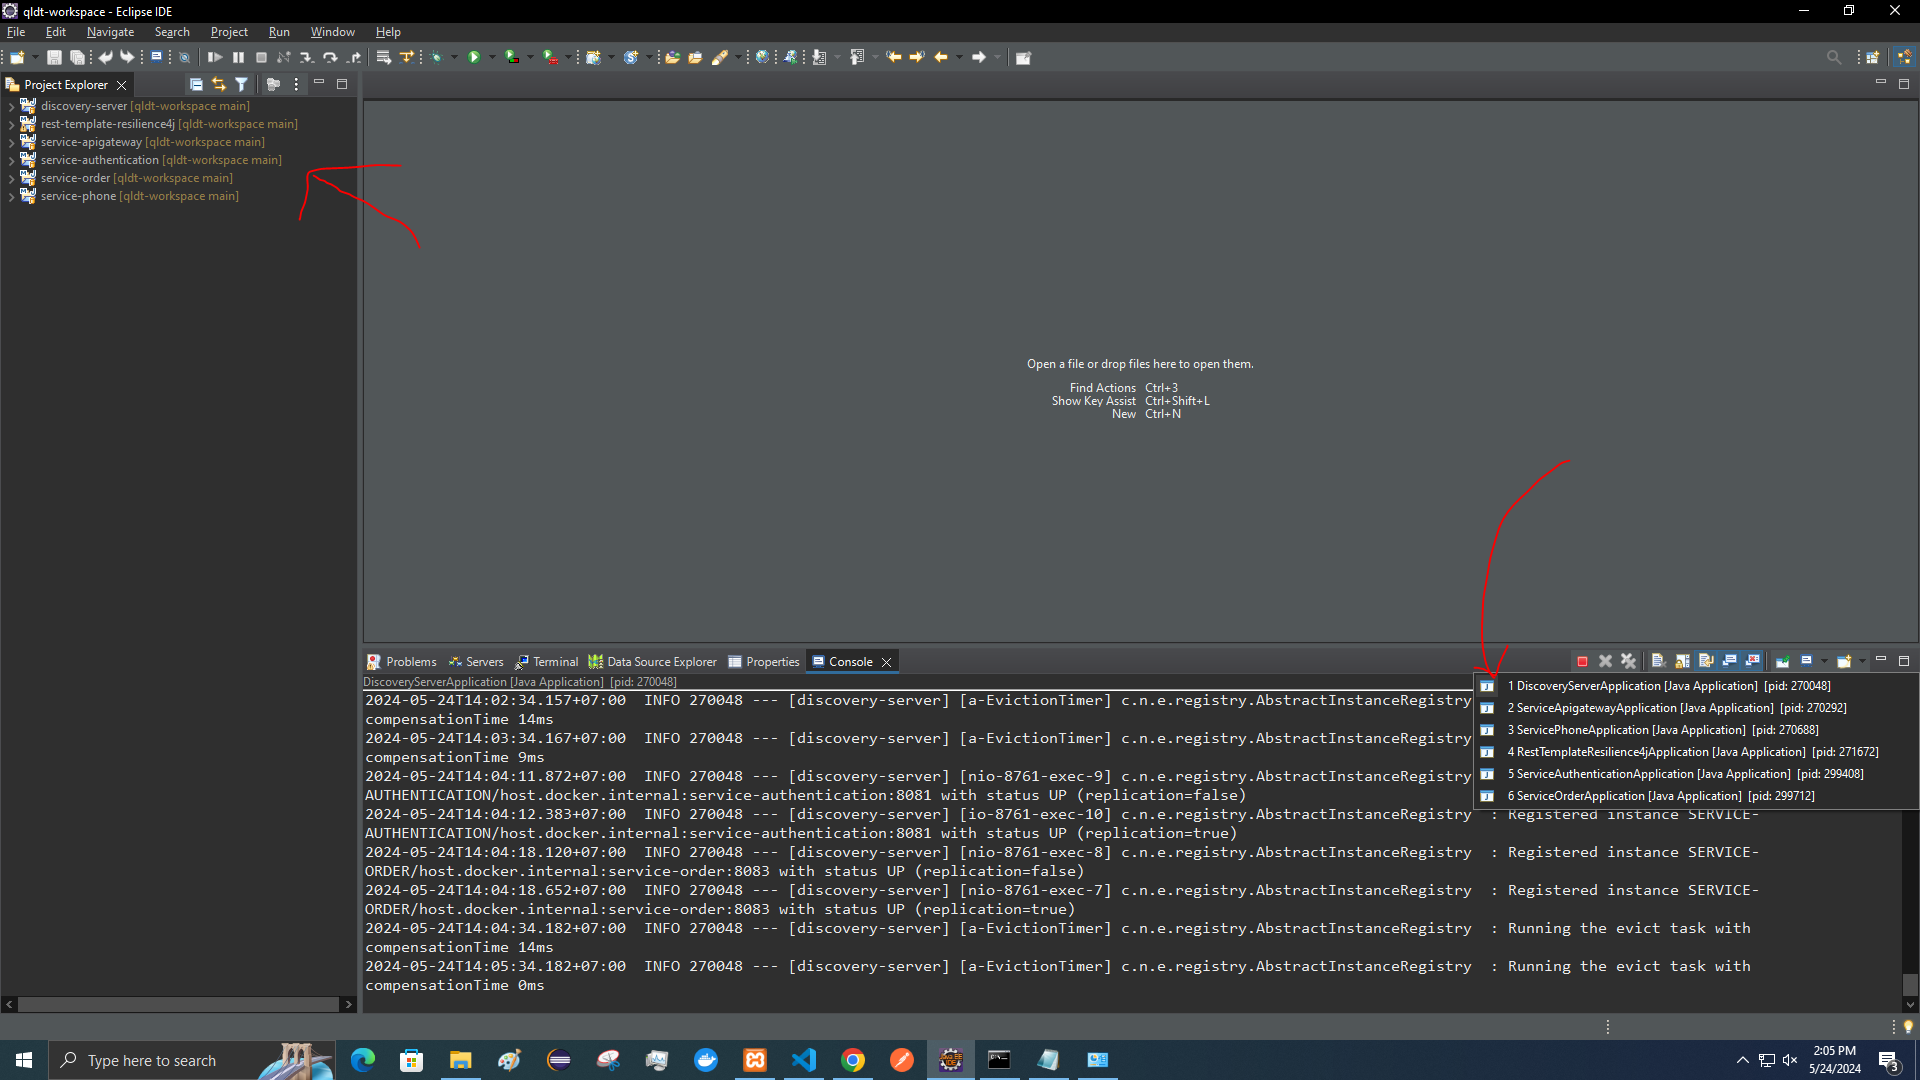 qldt-workspace - Eclipse IDE
File Edit Navigate Search Project Run Window Help
Project Explorer
discovery-server [qldt-workspace main]
rest-template-resilience4j [qldt-workspace main]
service-apigateway [qldt-workspace main]
service-authentication [qldt-workspace main]
service-order [qldt-workspace main]
service-phone [qldt-workspace main]
Open a file or drop files here to open them.
Find Actions Ctrl+3
Show Key Assist Ctrl+Shift+L
New Ctrl+N
Problems Servers Terminal Data Source Explorer Properties Console
DiscoveryServerApplication [Java Application] [pid: 270048]
2024-05-24T14:02:34.157+07:00 INFO 270048 --- [discovery-server] [a-EvictionTimer] c.n.e.registry.AbstractInstanceRegistry
compensationTime 14ms
2024-05-24T14:03:34.167+07:00 INFO 270048 --- [discovery-server] [a-EvictionTimer] c.n.e.registry.AbstractInstanceRegistry
compensationTime 9ms
2024-05-24T14:04:11.872+07:00 INFO 270048 --- [discovery-server] [nio-8761-exec-9] c.n.e.registry.AbstractInstanceRegistry
AUTHENTICATION/host.docker.internal:service-authentication:8081 with status UP (replication=false)
2024-05-24T14:04:12.383+07:00 INFO 270048 --- [discovery-server] [io-8761-exec-10] c.n.e.registry.AbstractInstanceRegistry : Registered instance SERVICE-
AUTHENTICATION/host.docker.internal:service-authentication:8081 with status UP (replication=true)
2024-05-24T14:04:18.120+07:00 INFO 270048 --- [discovery-server] [nio-8761-exec-8] c.n.e.registry.AbstractInstanceRegistry : Registered instance SERVICE-
ORDER/host.docker.internal:service-order:8083 with status UP (replication=false)
2024-05-24T14:04:18.652+07:00 INFO 270048 --- [discovery-server] [nio-8761-exec-7] c.n.e.registry.AbstractInstanceRegistry : Registered instance SERVICE-
ORDER/host.docker.internal:service-order:8083 with status UP (replication=true)
2024-05-24T14:04:34.182+07:00 INFO 270048 --- [discovery-server] [a-EvictionTimer] c.n.e.registry.AbstractInstanceRegistry : Running the evict task with
compensationTime 14ms
2024-05-24T14:05:34.182+07:00 INFO 270048 --- [discovery-server] [a-EvictionTimer] c.n.e.registry.AbstractInstanceRegistry : Running the evict task with
compensationTime 0ms
1 DiscoveryServerApplication [Java Application] [pid: 270048]
2 ServiceApigatewayApplication [Java Application] [pid: 270292]
3 ServicePhoneApplication [Java Application] [pid: 270688]
4 RestTemplateResilience4jApplication [Java Application] [pid: 271672]
5 ServiceAuthenticationApplication [Java Application] [pid: 299408]
6 ServiceOrderApplication [Java Application] [pid: 299712]
Type here to search
2:05 PM
5/24/2024
3